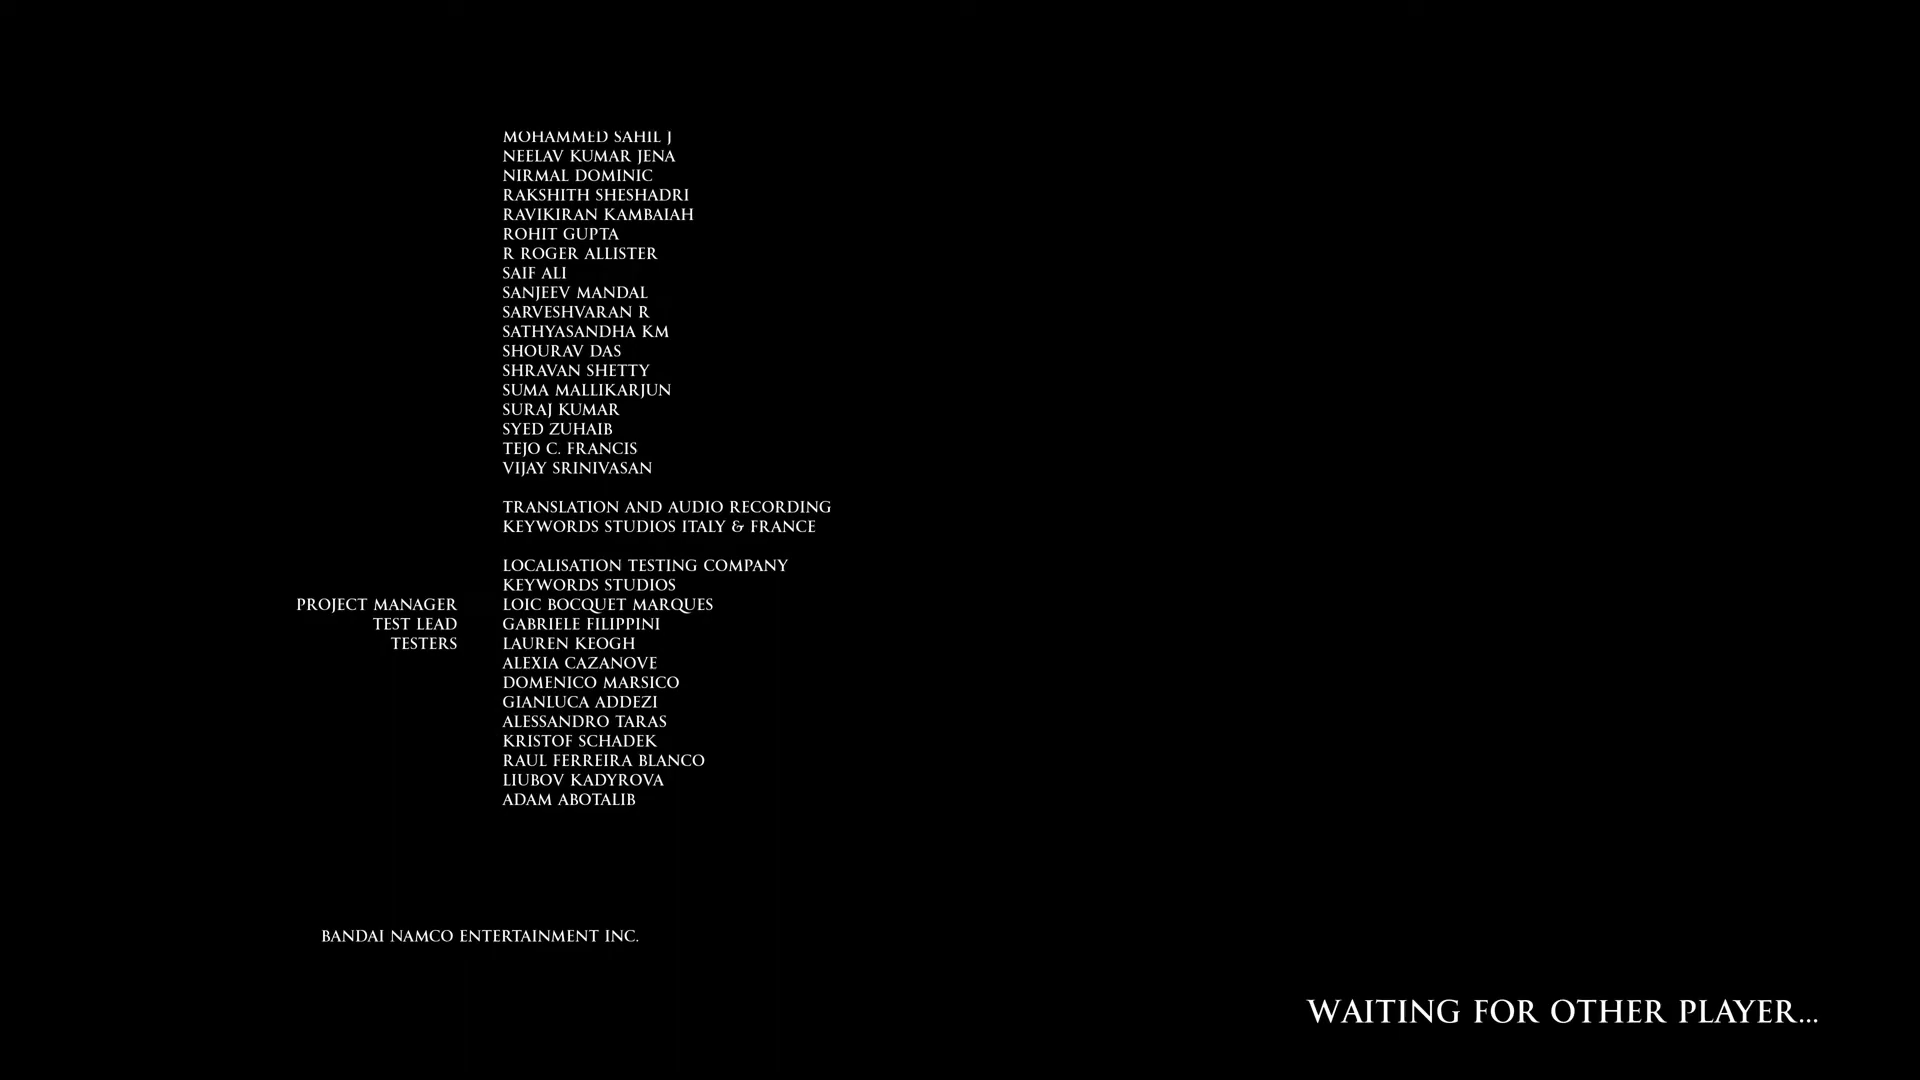 MOHAMMED SAHIL J
NEELAV KUMAR JENA
NIRMAL DOMINIC
RAKSHITH SHESHADRI
RAVIKIRAN KAMBAIAH
ROHIT GUPTA
R ROGER ALLISTER
SAIF ALI
SANJEEV MANDAL
SARVESHVARAN R
SATHYASANDHA KM
SHOURAV DAS
SHRAVAN SHETTY
SUMA MALLIKARJUN
SURAJ KUMAR
SYED ZUHAIB
TEJO C. FRANCIS
VIJAY SRINIVASAN
TRANSLATION AND AUDIO RECORDING
KEYWORDS STUDIOS ITALY & FRANCE
LOCALISATION TESTING COMPANY
KEYWORDS STUDIOS
PROJECT MANAGER LOIC BOCQUET MARQUES
TEST LEAD GABRIELE FILIPPINI
TESTERS LAUREN KEOGH
ALEXIA CAZANOVE
DOMENICO MARSICO
GIANLUCA ADDEZI
ALESSANDRO TARAS
KRISTOF SCHADEK
RAUL FERREIRA BLANCO
LIUBOV KADYROVA
ADAM ABOTALIB
BANDAI NAMCO ENTERTAINMENT INC.
WAITING FOR OTHER PLAYER...